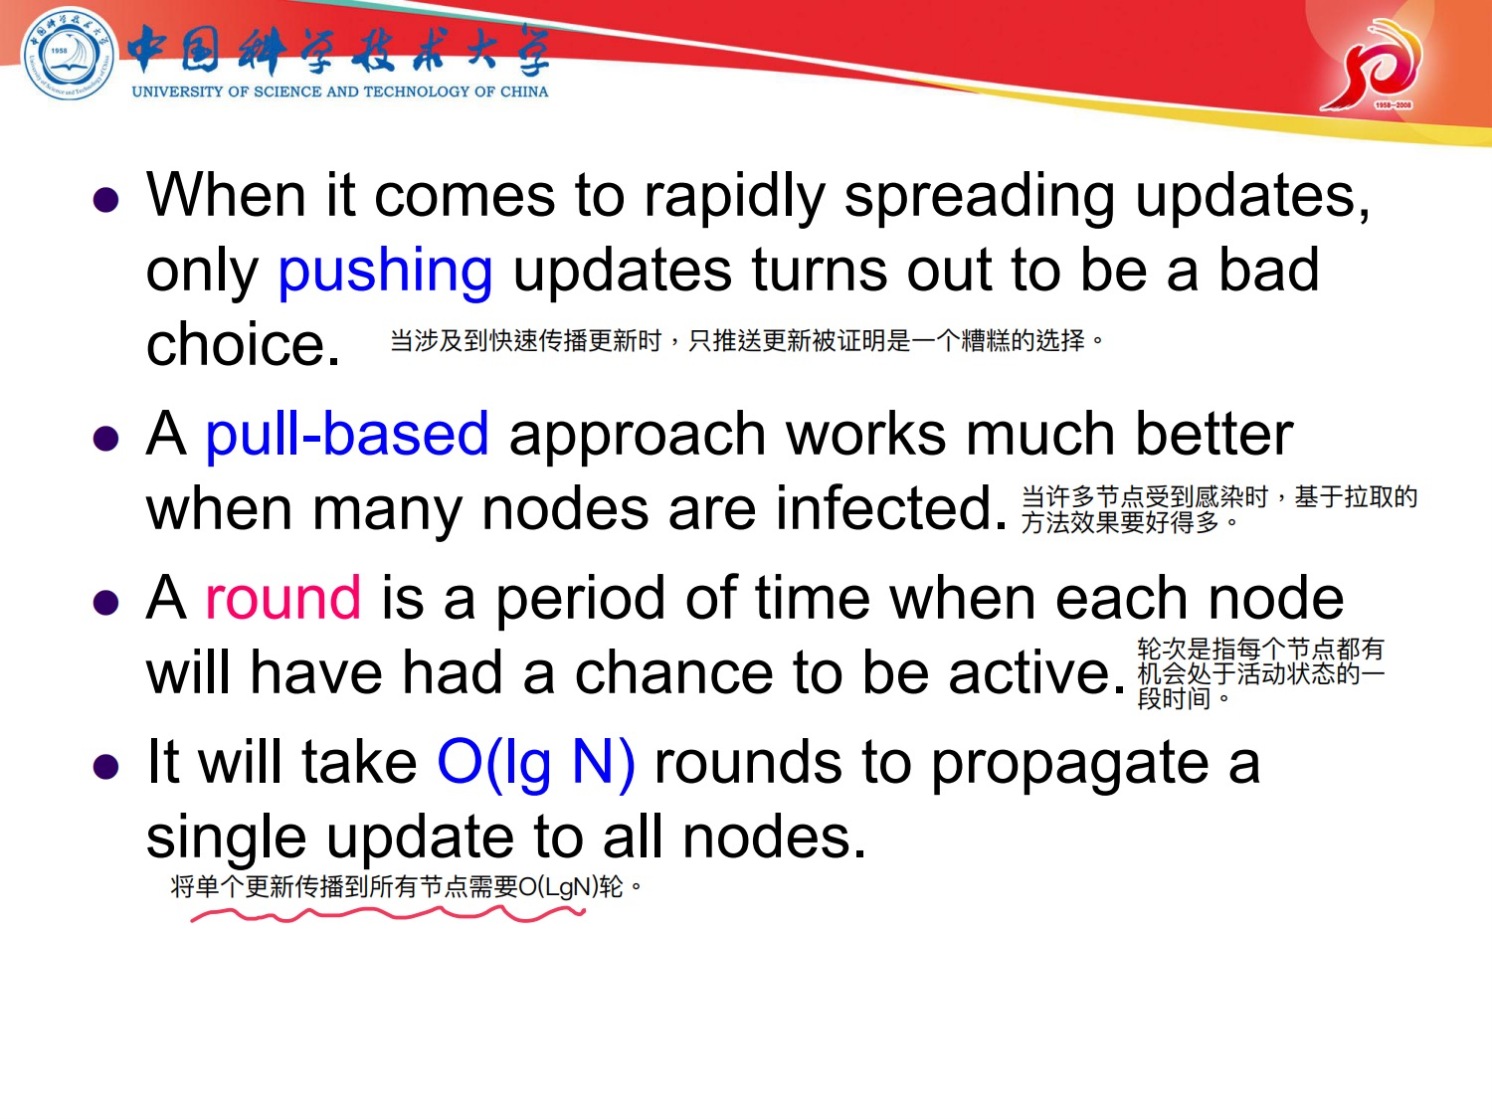 中国科学技术大学
UNIVERSITY OF SCIENCE AND TECHNOLOGY OF CHINA
1958
1958-2008
When it comes to rapidly spreading updates,
only pushing updates turns out to be a bad
choice.
当涉及到快速传播更新时，只推送更新被证明是一个糟糕的选择。
A pull-based approach works much better
when many nodes are infected.
当许多节点受到感染时，基于拉取的
方法效果要好得多。
A round is a period of time when each node
will have had a chance to be active.
轮次是指每个节点都有
机会处于活动状态的一
段时间。
It will take O(lg N) rounds to propagate a
single update to all nodes.
将单个更新传播到所有节点需要O(LgN)轮。